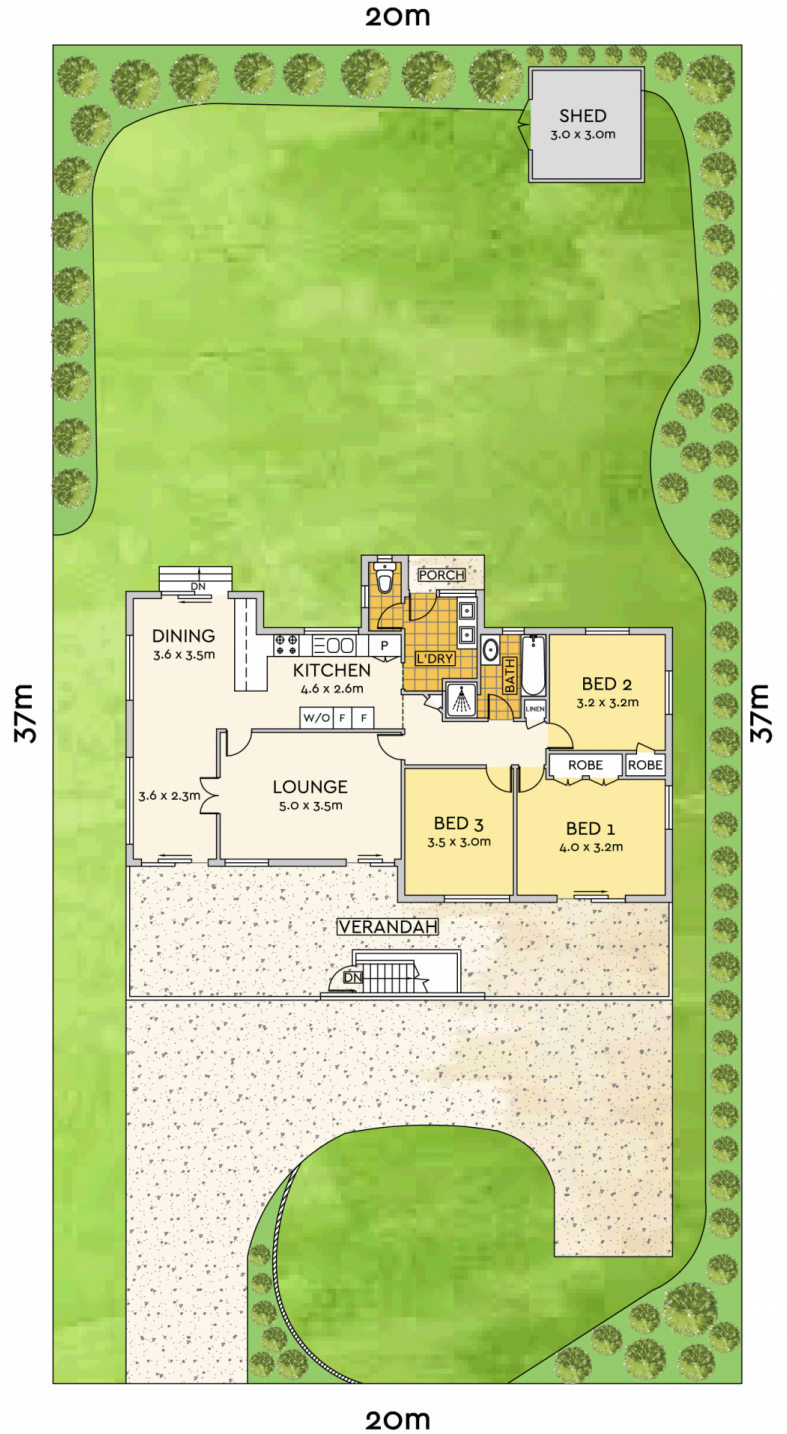 20m
SHED
3.0 x 3.0m
DN
PORCH
DINING
3.6 x 3.5m
P
KITCHEN
4.6 x 2.6m
L'DRY
BATH
BED 2
3.2 x 3.2m
LINEN
W/O F F
37m
37m
ROBE
ROBE
LOUNGE
5.0 x 3.5m
3.6 x 2.3m
BED 3
3.5 x 3.0m
BED 1
4.0 x 3.2m
VERANDAH
DN
20m